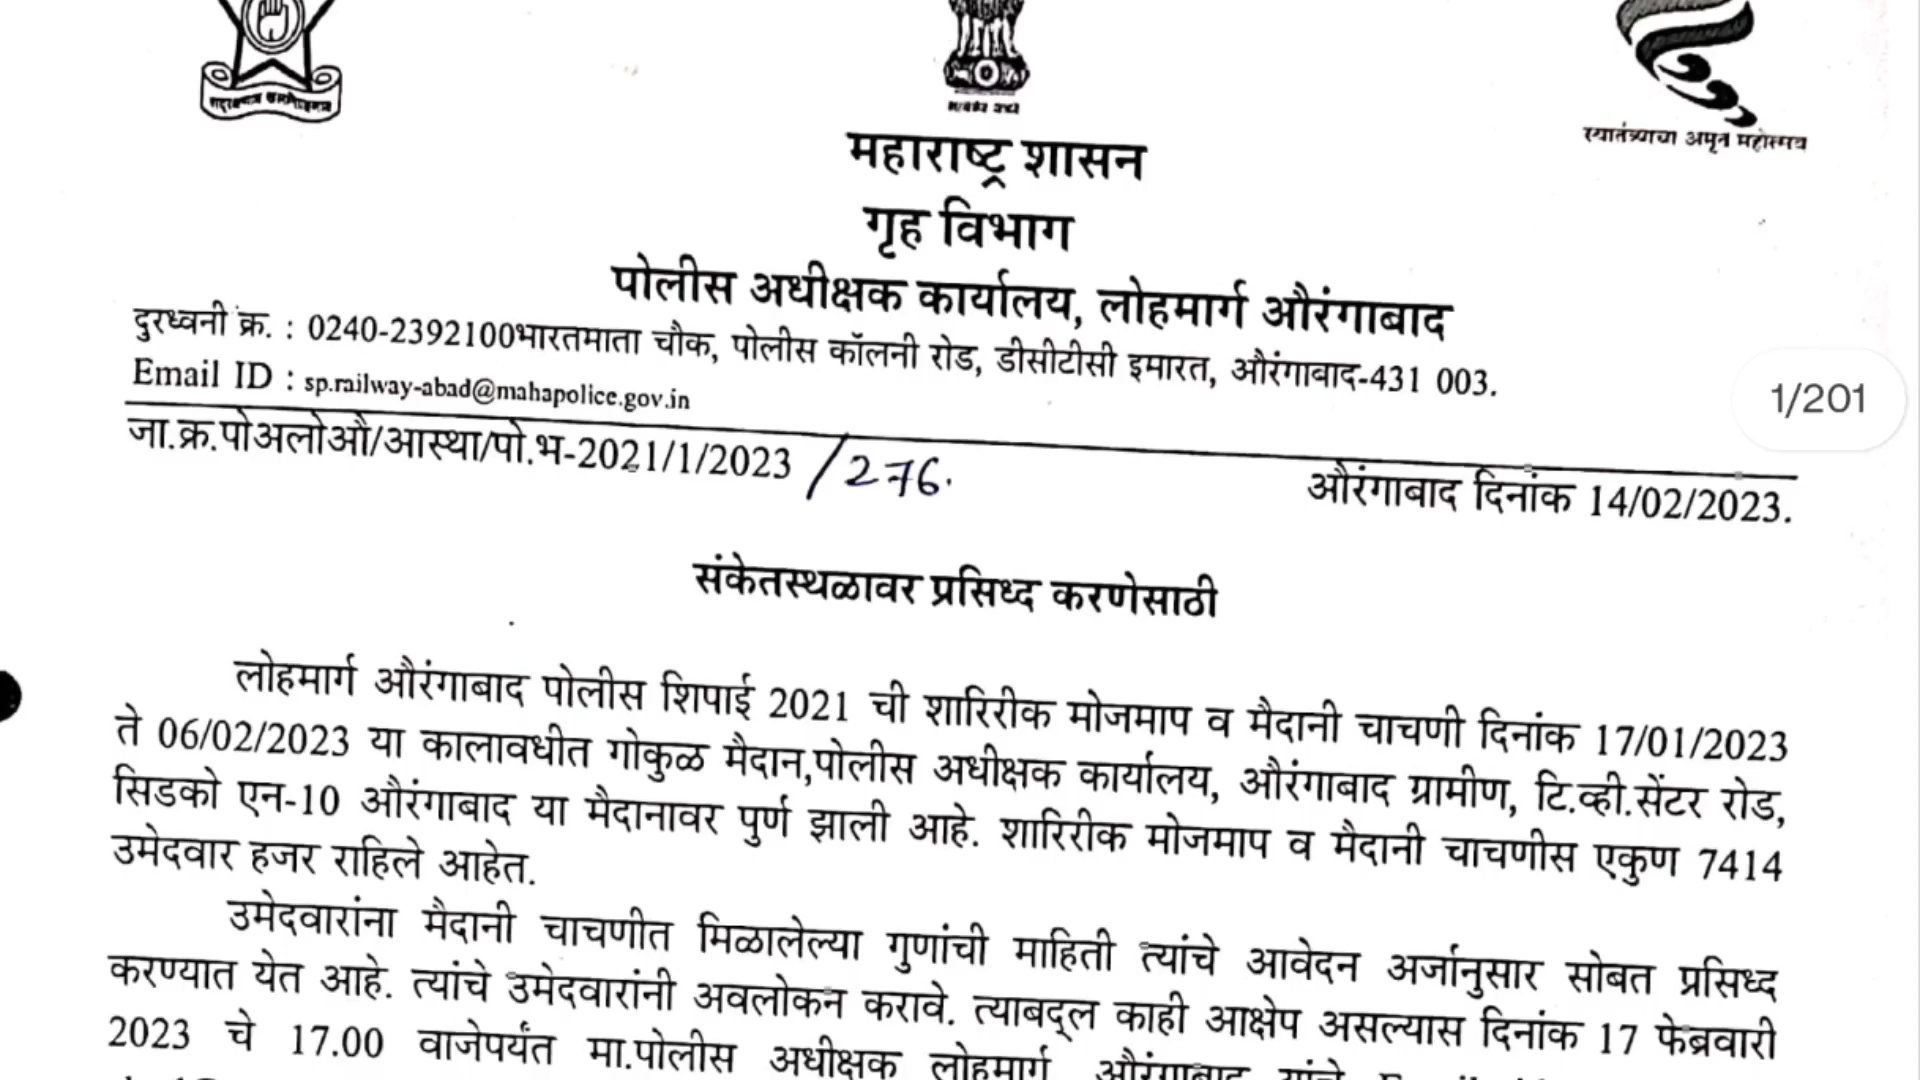 स्वातंत्र्याचा अमृत महोत्सव
महाराष्ट्र शासन
गृह विभाग
पोलीस अधीक्षक कार्यालय, लोहमार्ग औरंगाबाद
दुरध्वनी क्र. : 0240-2392100भारतमाता चौक, पोलीस कॉलनी रोड, डीसीटीसी इमारत, औरंगाबाद-431 003.
Email ID : sp.railway-abad@mahapolice.gov.in
1/201
जा.क्र.पोअलोऔ/आस्था/पो.भ-2021/1/2023 /276.
औरंगाबाद दिनांक 14/02/2023.
संकेतस्थळावर प्रसिध्द करणेसाठी
लोहमार्ग औरंगाबाद पोलीस शिपाई 2021 ची शारिरीक मोजमाप व मैदानी चाचणी दिनांक 17/01/2023
ते 06/02/2023 या कालावधीत गोकुळ मैदान,पोलीस अधीक्षक कार्यालय, औरंगाबाद ग्रामीण, टि.व्ही.सेंटर रोड,
सिडको एन-10 औरंगाबाद या मैदानावर पुर्ण झाली आहे. शारिरीक मोजमाप व मैदानी चाचणीस एकुण 7414
उमेदवार हजर राहिले आहेत.
उमेदवारांना मैदानी चाचणीत मिळालेल्या गुणांची माहिती त्यांचे आवेदन अर्जानुसार सोबत प्रसिध्द
करण्यात येत आहे. त्यांचे उमेदवारांनी अवलोकन करावे. त्याबद्ल काही आक्षेप असल्यास दिनांक 17 फेब्रवारी
2023 चे 17.00 वाजेपर्यंत मा.पोलीस अधीक्षक लोहमार्ग औरंगाबाद यांचे